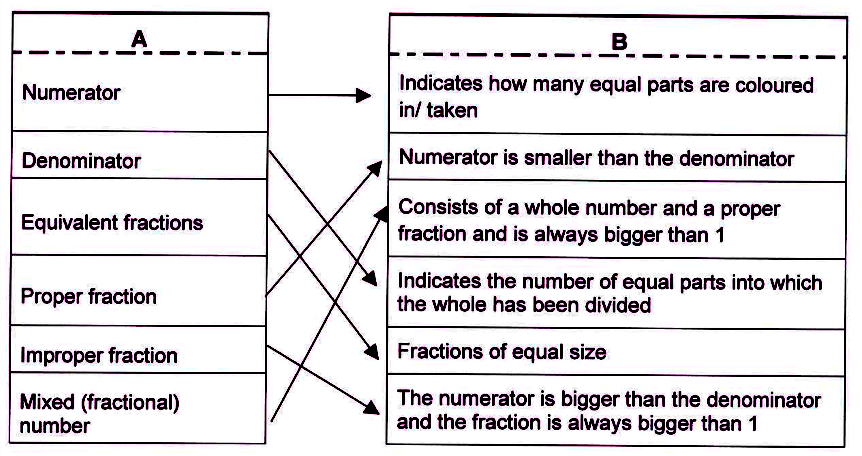 A
Numerator
Denominator
Equivalent fractions
Proper fraction
Improper fraction
Mixed (fractional)
number
B
Indicates how many equal parts are coloured
in/ taken
Numerator is smaller than the denominator
Consists of a whole number and a proper
fraction and is always bigger than 1
Indicates the number of equal parts into which
the whole has been divided
Fractions of equal size
The numerator is bigger than the denominator
and the fraction is always bigger than 1